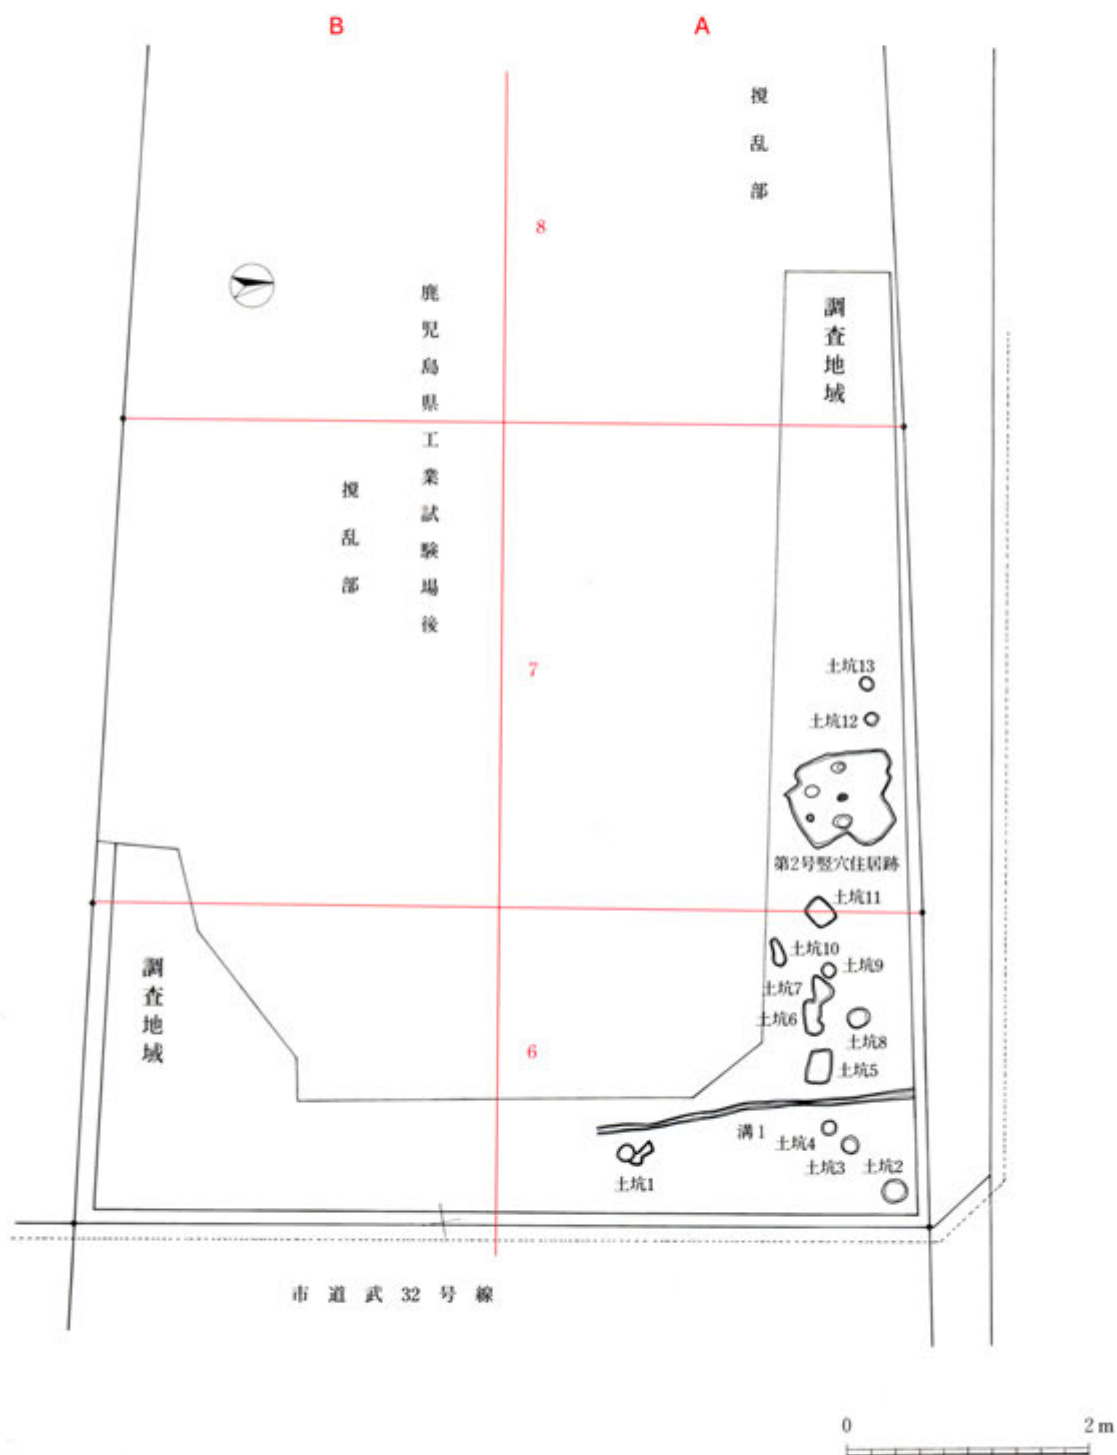 B
A
攪乱部
8
鹿児島県工業試験場後
調査地域
攪乱部
7
土坑13
土坑12
第2号竪穴住居跡
土坑11
土坑10
土坑9
土坑7
土坑6
土坑8
調査地域
6
土坑5
溝1
土坑4
土坑3
土坑2
土坑1
市道武32号線
0
2m